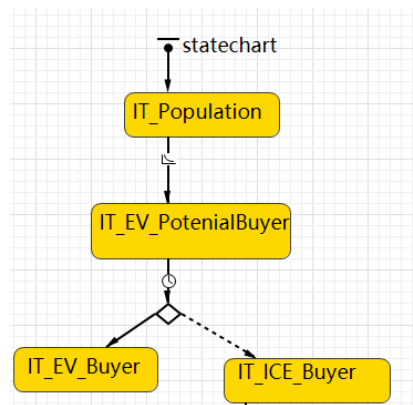 statechart
IT_Population
IT_EV_PotenialBuyer
IT_EV_Buyer
IT_ICE_Buyer